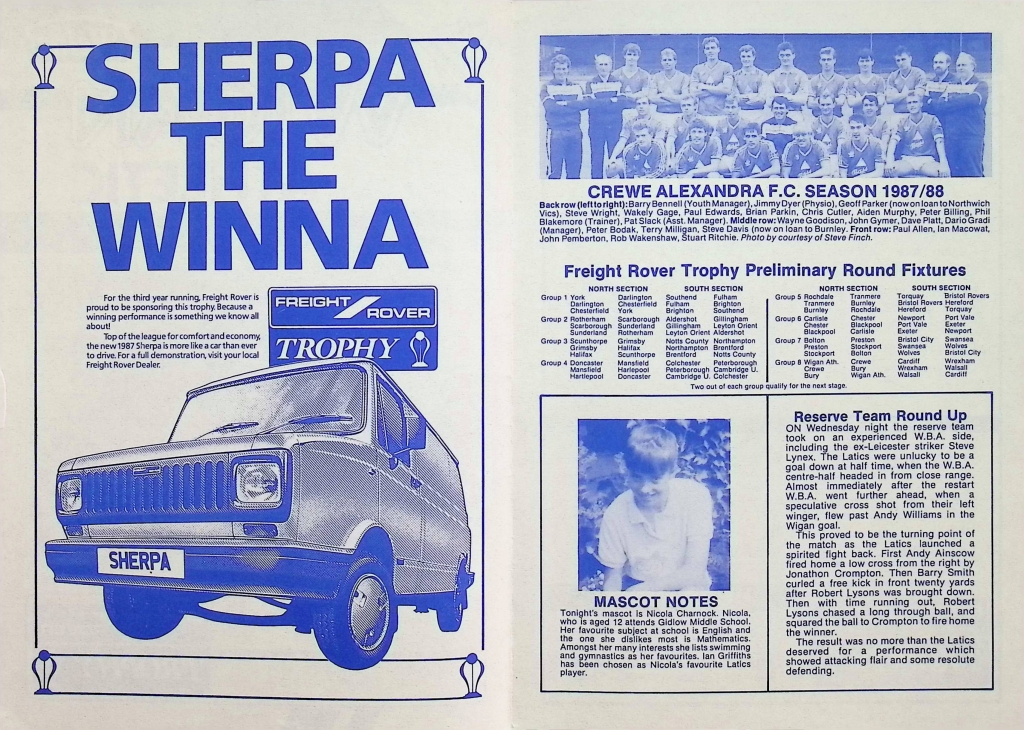 SHERPA
THE
WINNA
For the third year running, Freight Rover is
proud to be sponsoring this trophy. Because a
winning performance is something we know all
about!
Top of the league for comfort and economy,
the new 1987 Sherpa is more like a car than ever
to drive. For a full demonstration, visit your local
Freight Rover Dealer.
FREIGHT
ROVER
TROPHY
SHERPA
CREWE ALEXANDRA F.C. SEASON 1987/88
Back row (left to right): Barry Bennell (Youth Manager), Jimmy Dyer (Physio), Geoff Parker (now on loan to Northwich
Vics), Steve Wright, Wakely Gage, Paul Edwards, Brian Parkin, Chris Cutler, Aiden Murphy, Peter Billing, Phil
Blakemore (Trainer), Pat Slack (Asst. Manager). Middle row: Wayne Goodison, John Gymer, Dave Platt, Dario Gradi
(Manager), Peter Bodak, Terry Milligan, Steve Davis (now on loan to Burnley. Front row: Paul Allen, Ian Macowat,
John Pemberton, Rob Wakenshaw, Stuart Ritchie. Photo by courtesy of Steve Finch.
Freight Rover Trophy Preliminary Round Fixtures
NORTH SECTION SOUTH SECTION
Group 1 York Darlington Southend Fulham
Darlington Chesterfield Fulham Brighton
Chesterfield York Brighton Southend
Group 2 Rotherham Scarborough Aldershot Gillingham
Scarborough Sunderland Gillingham Leyton Orient
Sunderland Rotherham Leyton Orient Aldershot
Group 3 Scunthorpe Grimsby Notts County Northampton
Grimsby Halifax Northampton Brentford
Halifax Scunthorpe Brentford Notts County
Group 4 Doncaster Mansfield Colchester Peterborough
Mansfield Harlepool Peterborough Cambridge U.
Hartlepool Doncaster Cambridge U. Colchester
NORTH SECTION SOUTH SECTION
Group 5 Rochdale Tranmere Torquay Bristol Rovers
Tranmere Burnley Bristol Rovers Hereford
Burnley Rochdale Hereford Torquay
Group 6 Carlisle Chester Newport Port Vale
Chester Blackpool Port Vale Exeter
Blackpool Carlisle Exeter Newport
Group 7 Bolton Preston Bristol City Swansea
Preston Stockport Swansea Wolves
Stockport Bolton Wolves Bristol City
Group 8 Wigan Ath. Crewe Cardiff Wrexham
Crewe Bury Wrexham Walsall
Bury Wigan Ath. Walsall Cardiff
Two out of each group qualify for the next stage.
MASCOT NOTES
Tonight's mascot is Nicola Charnock. Nicola,
who is aged 12 attends Gidlow Middle School.
Her favourite subject at school is English and
the one she dislikes most is Mathematics.
Amongst her many interests she lists swimming
and gymnastics as her favourites. Ian Griffiths
has been chosen as Nicola's favourite Latics
player.
Reserve Team Round Up
ON Wednesday night the reserve team
took on an experienced W.B.A. side,
including the ex-Leicester striker Steve
Lynex. The Latics were unlucky to be a
goal down at half time, when the W.B.A.
centre-half headed in from close range.
Almost immediately after the restart
W.B.A. went further ahead, when a
speculative cross shot from their left
winger, flew past Andy Williams in the
Wigan goal.
This proved to be the turning point of
the match as the Latics launched a
spirited fight back. First Andy Ainscow
fired home a low cross from the right by
Jonathon Crompton. Then Barry Smith
curled a free kick in front twenty yards
after Robert Lysons was brought down.
Then with time running out, Robert
Lysons chased a long through ball, and
squared the ball to Crompton to fire home
the winner.
The result was no more than the Latics
deserved for a performance which
showed attacking flair and some resolute
defending.